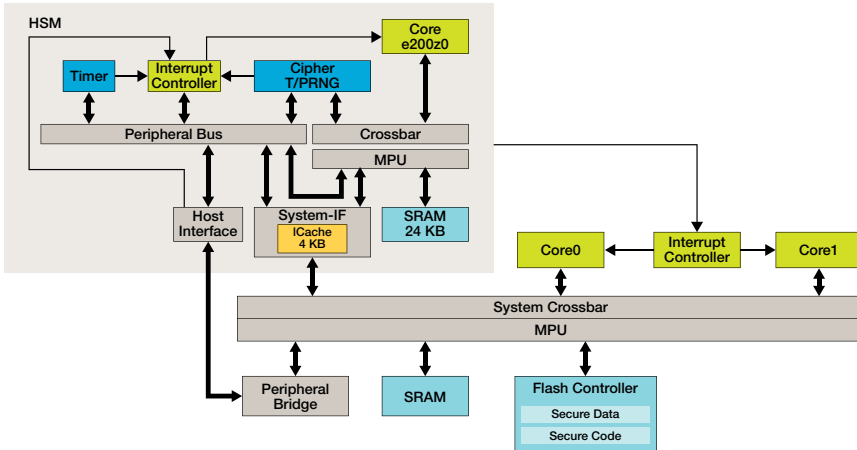 HSM
Core
e200z0
Timer
Interrupt
Controller
Cipher
T/PRNG
Peripheral Bus
Crossbar
MPU
Host
Interface
System-IF
ICache
4 KB
SRAM
24 KB
Core0
Interrupt
Controller
Core1
System Crossbar
MPU
Peripheral
Bridge
SRAM
Flash Controller
Secure Data
Secure Code